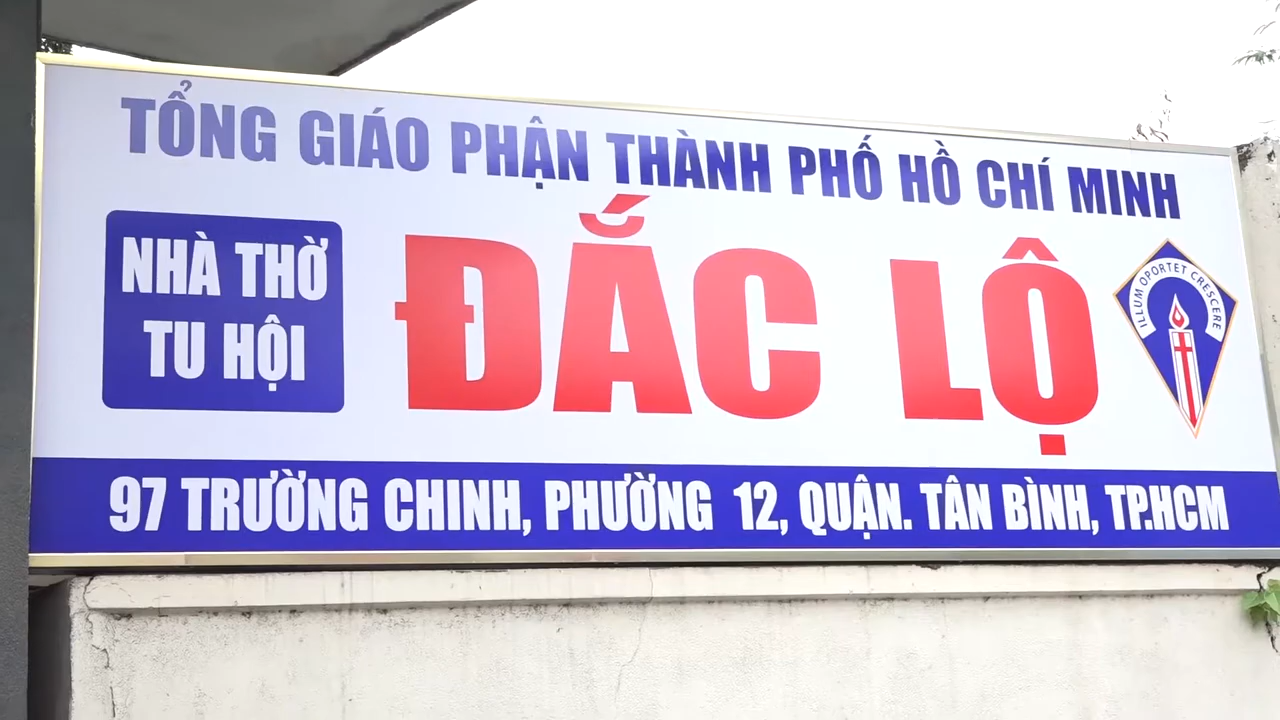 TỔNG GIÁO PHẬN THÀNH PHỐ HỒ CHÍ MINH
NHÀ THỜ
TU HỘI
ĐẮC LỘ
ILLUM OPORTET CRESCERE
97 TRƯỜNG CHINH, PHƯỜNG 12, QUẬN. TÂN BÌNH, TP.HCM